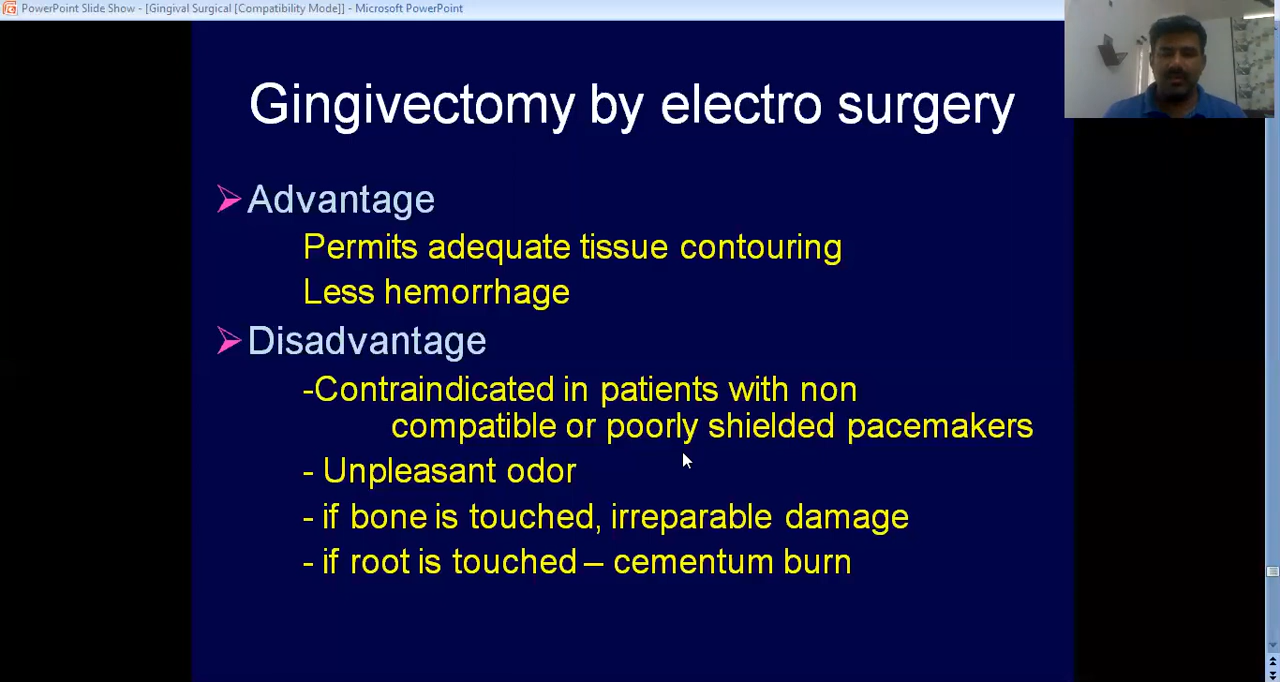 PowerPoint Slide Show - [Gingival Surgical [Compatibility Mode]] - Microsoft PowerPoint
Gingivectomy by electro surgery
Advantage
Permits adequate tissue contouring
Less hemorrhage
Disadvantage
-Contraindicated in patients with non
compatible or poorly shielded pacemakers
- Unpleasant odor
- if bone is touched, irreparable damage
- if root is touched – cementum burn